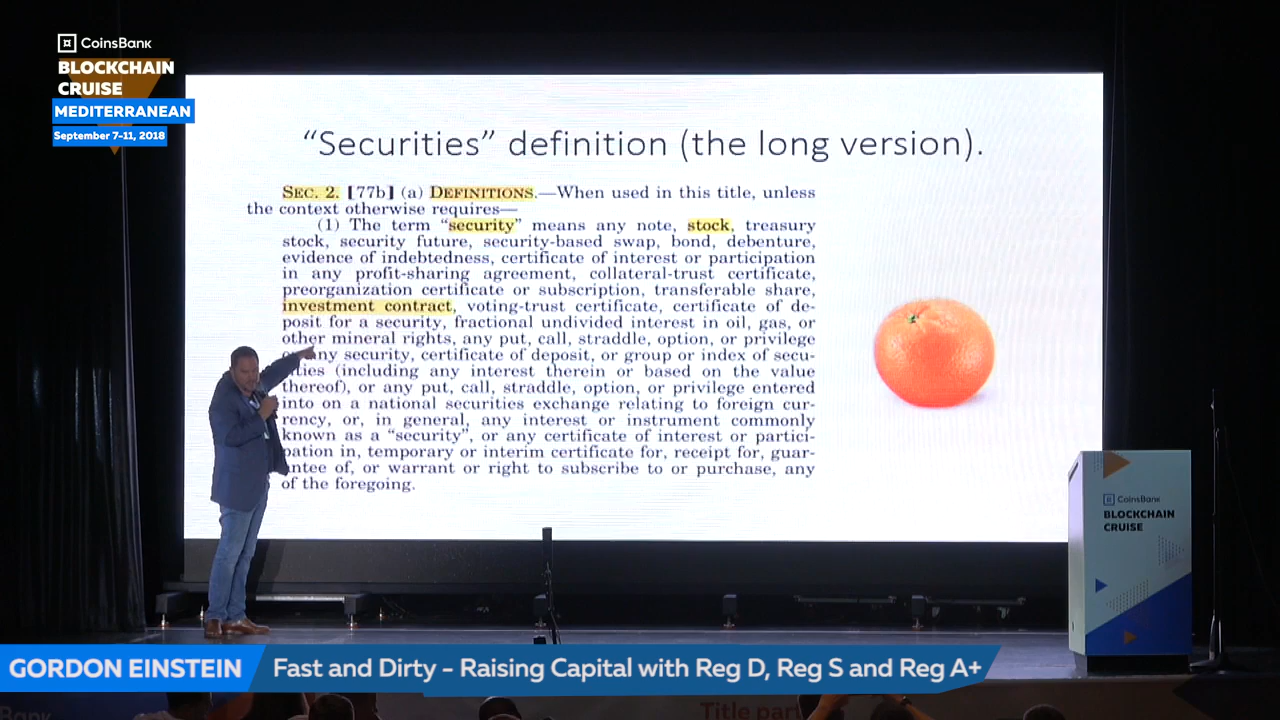 CoinsBank
BLOCKCHAIN
CRUISE
MEDITERRANEAN
September 7-11, 2018
“Securities” definition (the long version).
SEC. 2. [77b] (a) DEFINITIONS.—When used in this title, unless
the context otherwise requires—
(1) The term “security” means any note, stock, treasury
stock, security future, security-based swap, bond, debenture,
evidence of indebtedness, certificate of interest or participation
in any profit-sharing agreement, collateral-trust certificate,
preorganization certificate or subscription, transferable share,
investment contract, voting-trust certificate, certificate of de-
posit for a security, fractional undivided interest in oil, gas, or
other mineral rights, any put, call, straddle, option, or privilege
any security, certificate of deposit, or group or index of secu-
(including any interest therein or based on the value
thereof), or any put, call, straddle, option, or privilege entered
into on a national securities exchange relating to foreign cur-
rency, or, in general, any interest or instrument commonly
known as a “security”, or any certificate of interest or partici-
pation in, temporary or interim certificate for, receipt for, guar-
antee of, or warrant or right to subscribe to or purchase, any
of the foregoing.
CoinsBank
BLOCKCHAIN
CRUISE
GORDON EINSTEIN
Fast and Dirty - Raising Capital with Reg D, Reg S and Reg A+
Title part